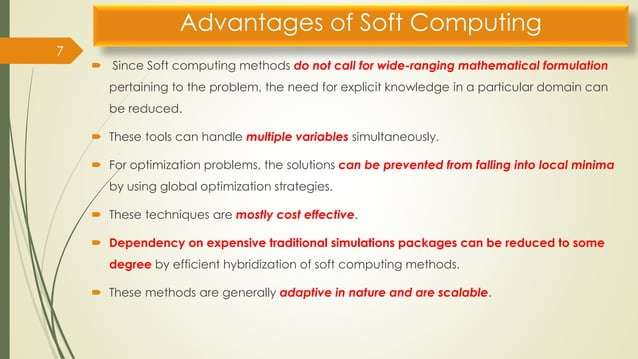 Advantages of Soft Computing
7
Since Soft computing methods do not call for wide-ranging mathematical formulation
pertaining to the problem, the need for explicit knowledge in a particular domain can
be reduced.
These tools can handle multiple variables simultaneously.
For optimization problems, the solutions can be prevented from falling into local minima
by using global optimization strategies.
These techniques are mostly cost effective.
Dependency on expensive traditional simulations packages can be reduced to some
degree by efficient hybridization of soft computing methods.
These methods are generally adaptive in nature and are scalable.